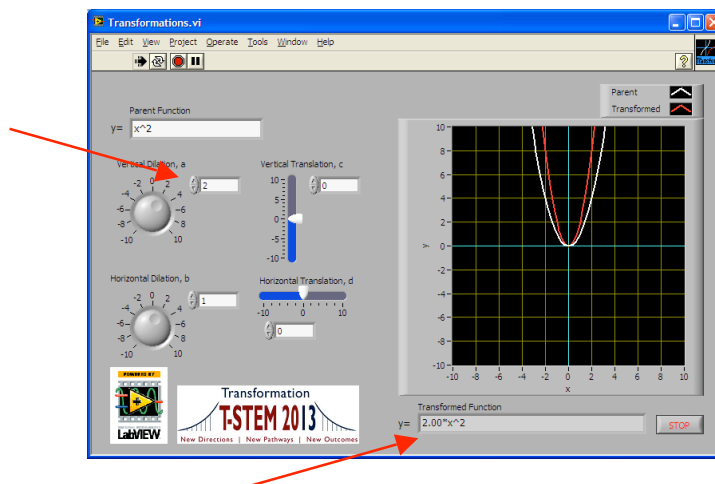 Transformations.vi
File Edit View Project Operate Tools Window Help
?
Parent
Transformed
Parent Function
y= x^2
Vertical Dilation, a
2
-10 -8 -6 -4 -2 0 2 4 6 8 10
Vertical Translation, c
0
10
5
0
-5
-10
Horizontal Dilation, b
1
-10 -8 -6 -4 -2 0 2 4 6 8 10
Horizontal Translation, d
-10 0 10
0
10
8
6
4
2
0
-2
-4
-6
-8
-10
y
-10 -8 -6 -4 -2 0 2 4 6 8 10
x
POWERED BY
LabVIEW
Transformation
T-STEM 2013
New Directions | New Pathways | New Outcomes
Transformed Function
y= 2.00*x^2
STOP